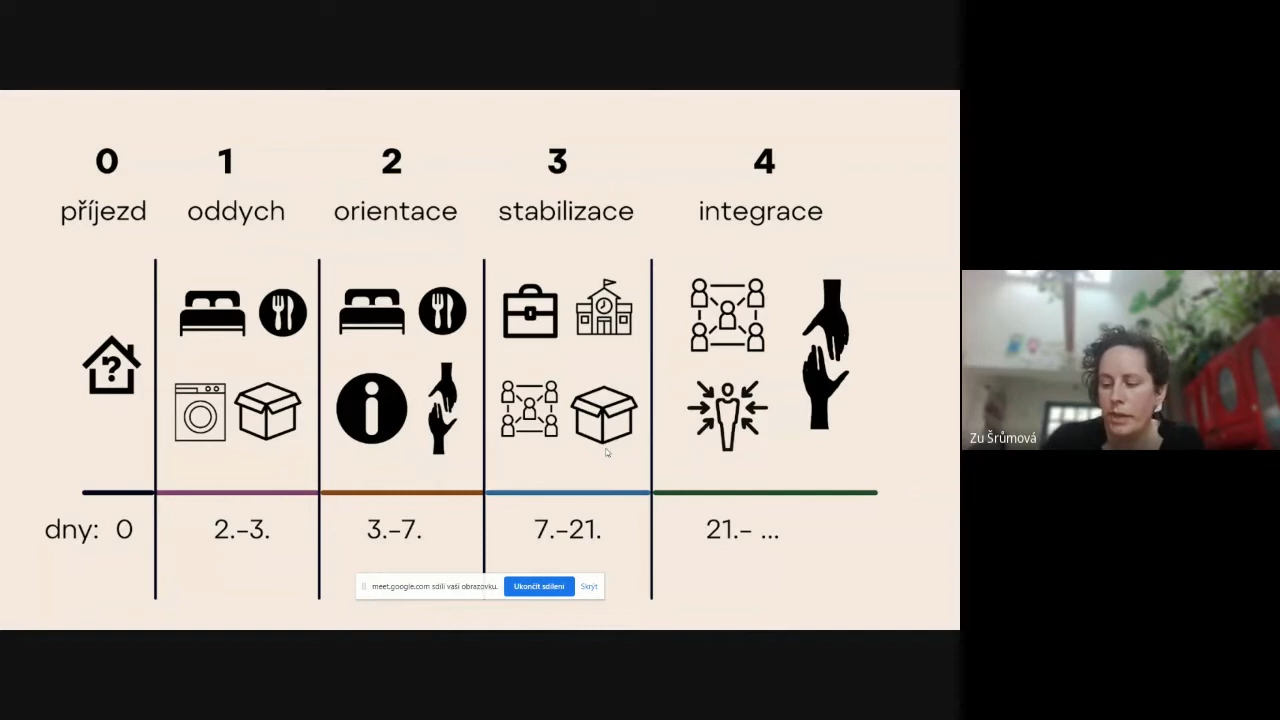 0 1 2 3 4
příjezd oddych orientace stabilizace integrace
?
i
dny: 0 2.–3. 3.–7. 7.–21. 21.– ...
meet.google.com sdílí vaši obrazovku. Ukončit sdílení Skrýt
Zu Šrůmová